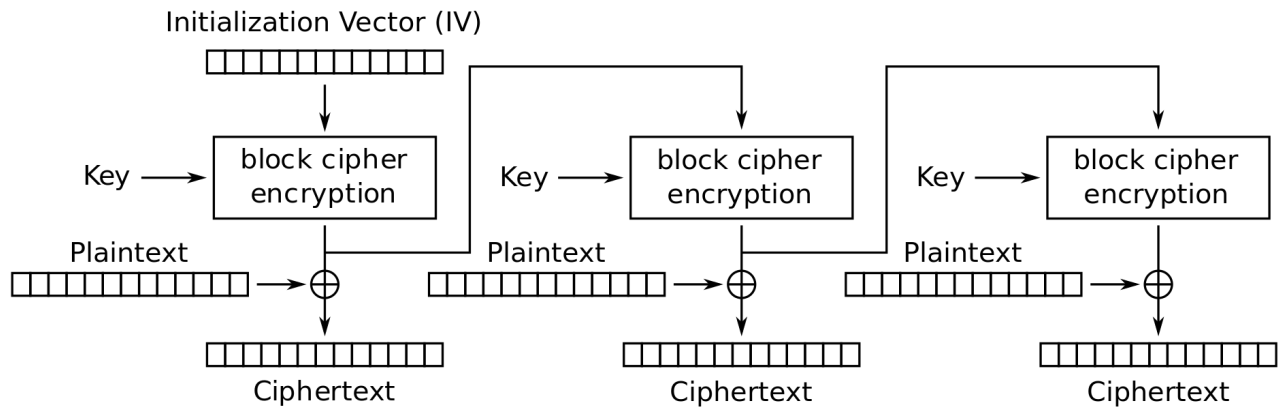 Initialization Vector (IV)
Key
block cipher
encryption
Plaintext
Ciphertext
Key
block cipher
encryption
Plaintext
Ciphertext
Key
block cipher
encryption
Plaintext
Ciphertext